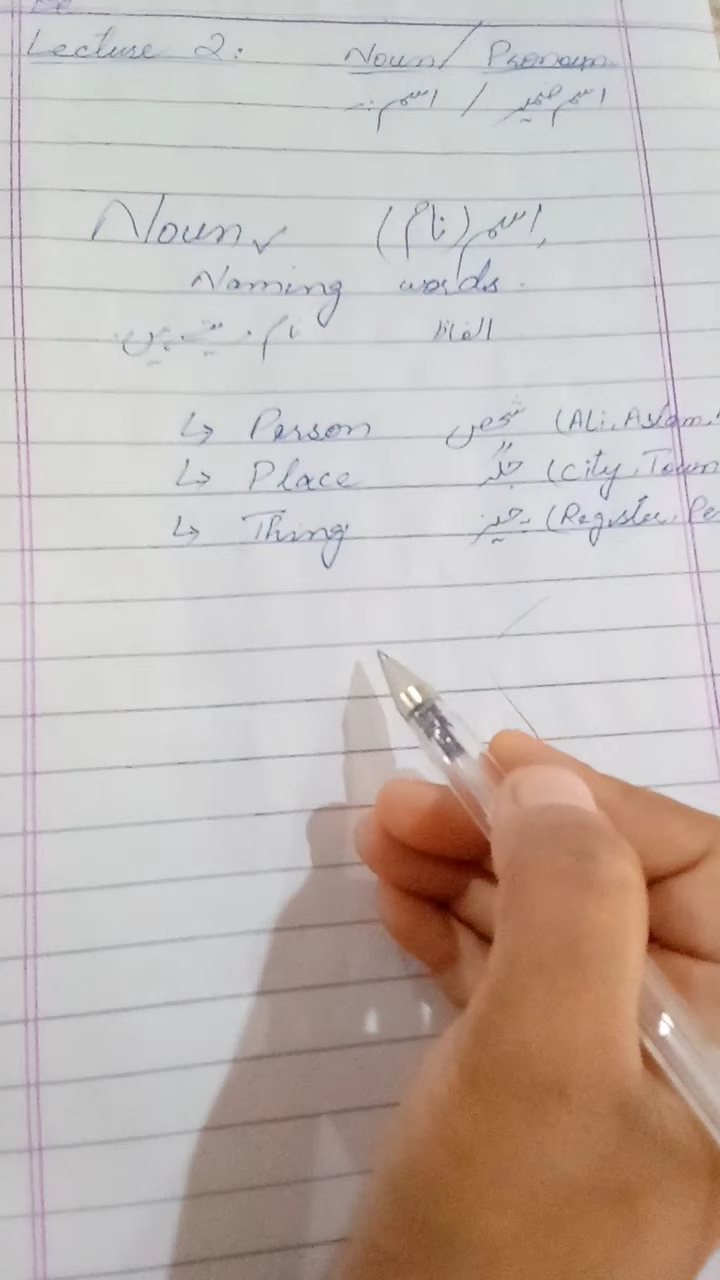 Lecture 2: Noun / Pronoun
اسم / اسم ضمیر
Noun ✓ اسم (نام)
Naming words.
نام الفاظ
↳ Person شخص (Ali, Aslam,
↳ Place جگہ (City, Town
↳ Thing چیز (Register, Pe